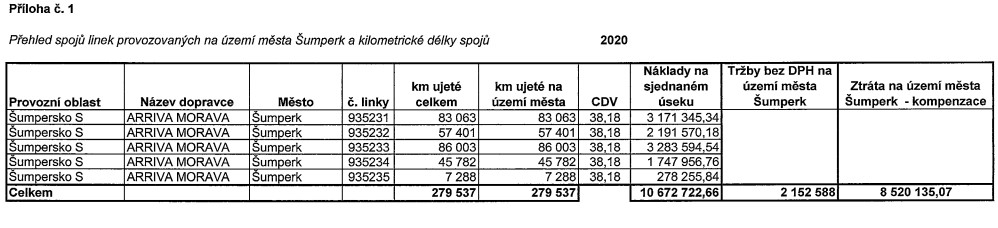 Příloha č. 1
Přehled spojů linek provozovaných na území města Šumperk a kilometrické délky spojů 2020
Provozní oblast Název dopravce Město č. linky km ujeté celkem km ujeté na území města CDV Náklady na sjednaném úseku Tržby bez DPH na území města Šumperk Ztráta na území města Šumperk - kompenzace
Šumpersko S ARRIVA MORAVA Šumperk 935231 83 063 83 063 38,18 3 171 345,34
Šumpersko S ARRIVA MORAVA Šumperk 935232 57 401 57 401 38,18 2 191 570,18
Šumpersko S ARRIVA MORAVA Šumperk 935233 86 003 86 003 38,18 3 283 594,54
Šumpersko S ARRIVA MORAVA Šumperk 935234 45 782 45 782 38,18 1 747 956,76
Šumpersko S ARRIVA MORAVA Šumperk 935235 7 288 7 288 38,18 278 255,84
Celkem 279 537 279 537 10 672 722,66 2 152 588 8 520 135,07